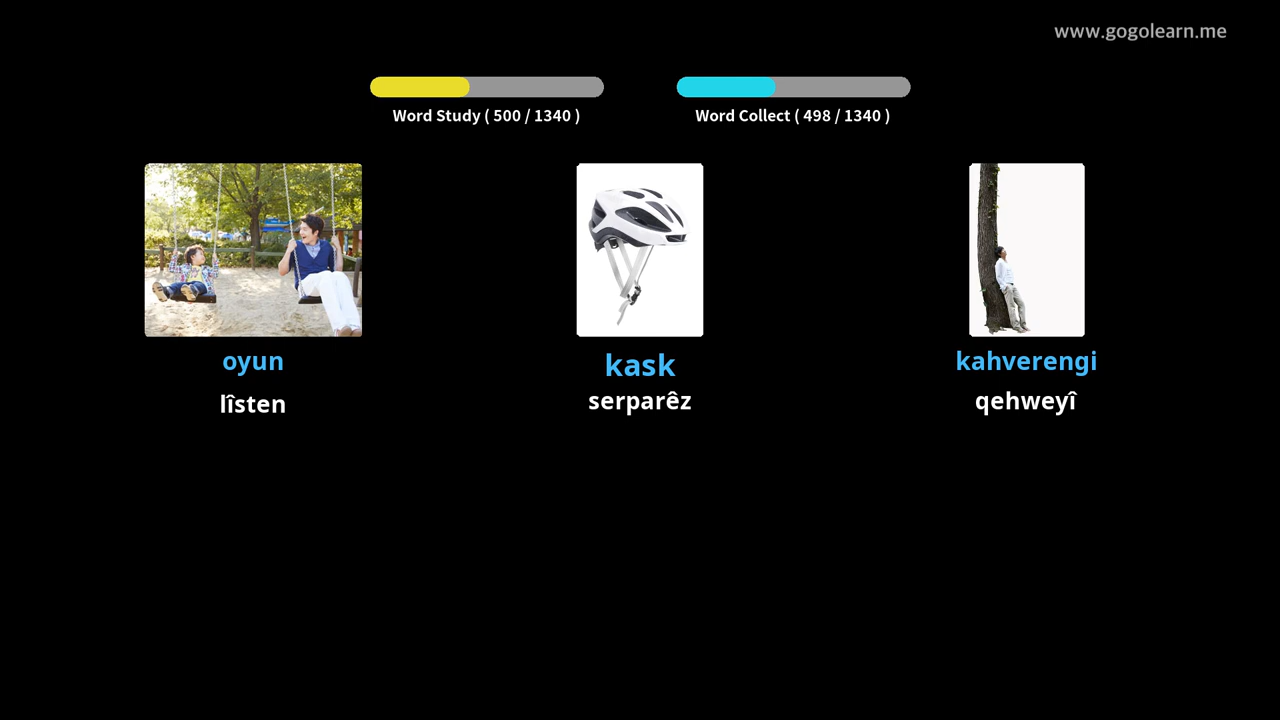 www.gogolearn.me
Word Study ( 500 / 1340 )
Word Collect ( 498 / 1340 )
oyun
lîsten
kask
serparêz
kahverengi
qehweyî